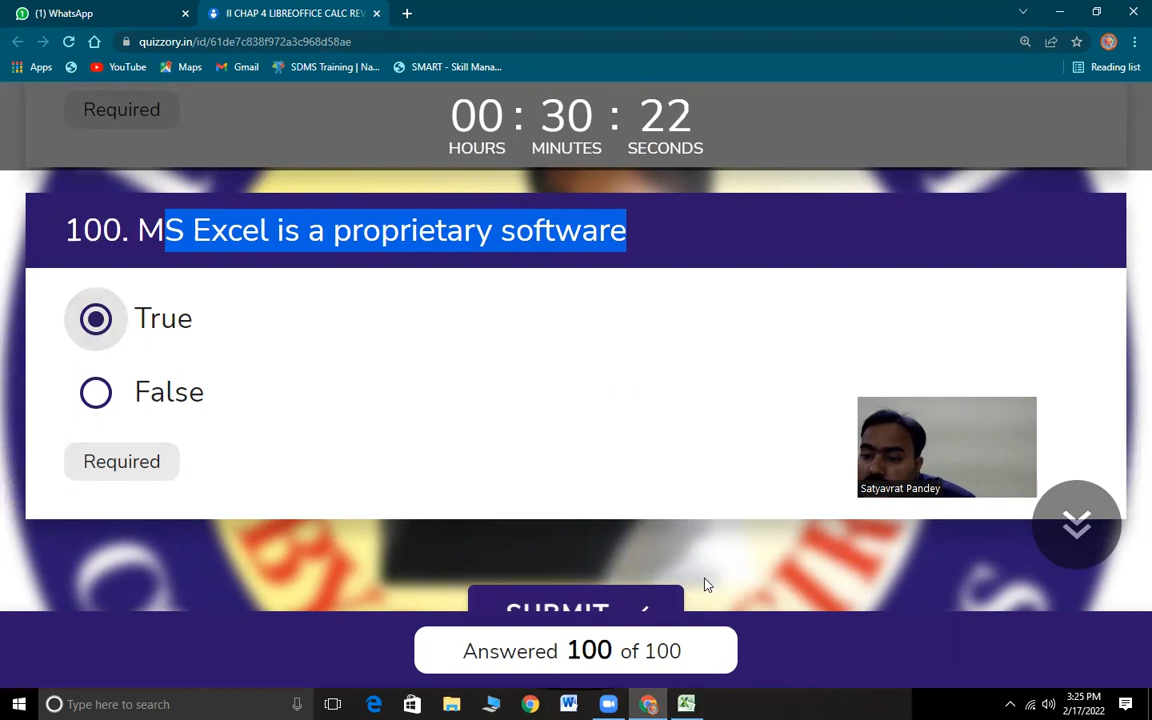 (1) WhatsApp
II CHAP 4 LIBREOFFICE CALC REV
quizzory.in/id/61de7c838f972a3c968d58ae
Apps
YouTube
Maps
Gmail
SDMS Training | Na...
SMART - Skill Mana...
Reading list
Required
00 : 30 : 22
HOURS MINUTES SECONDS
100. MS Excel is a proprietary software
True
False
Required
Satyavrat Pandey
SUBMIT
Answered 100 of 100
Type here to search
3:25 PM
2/17/2022